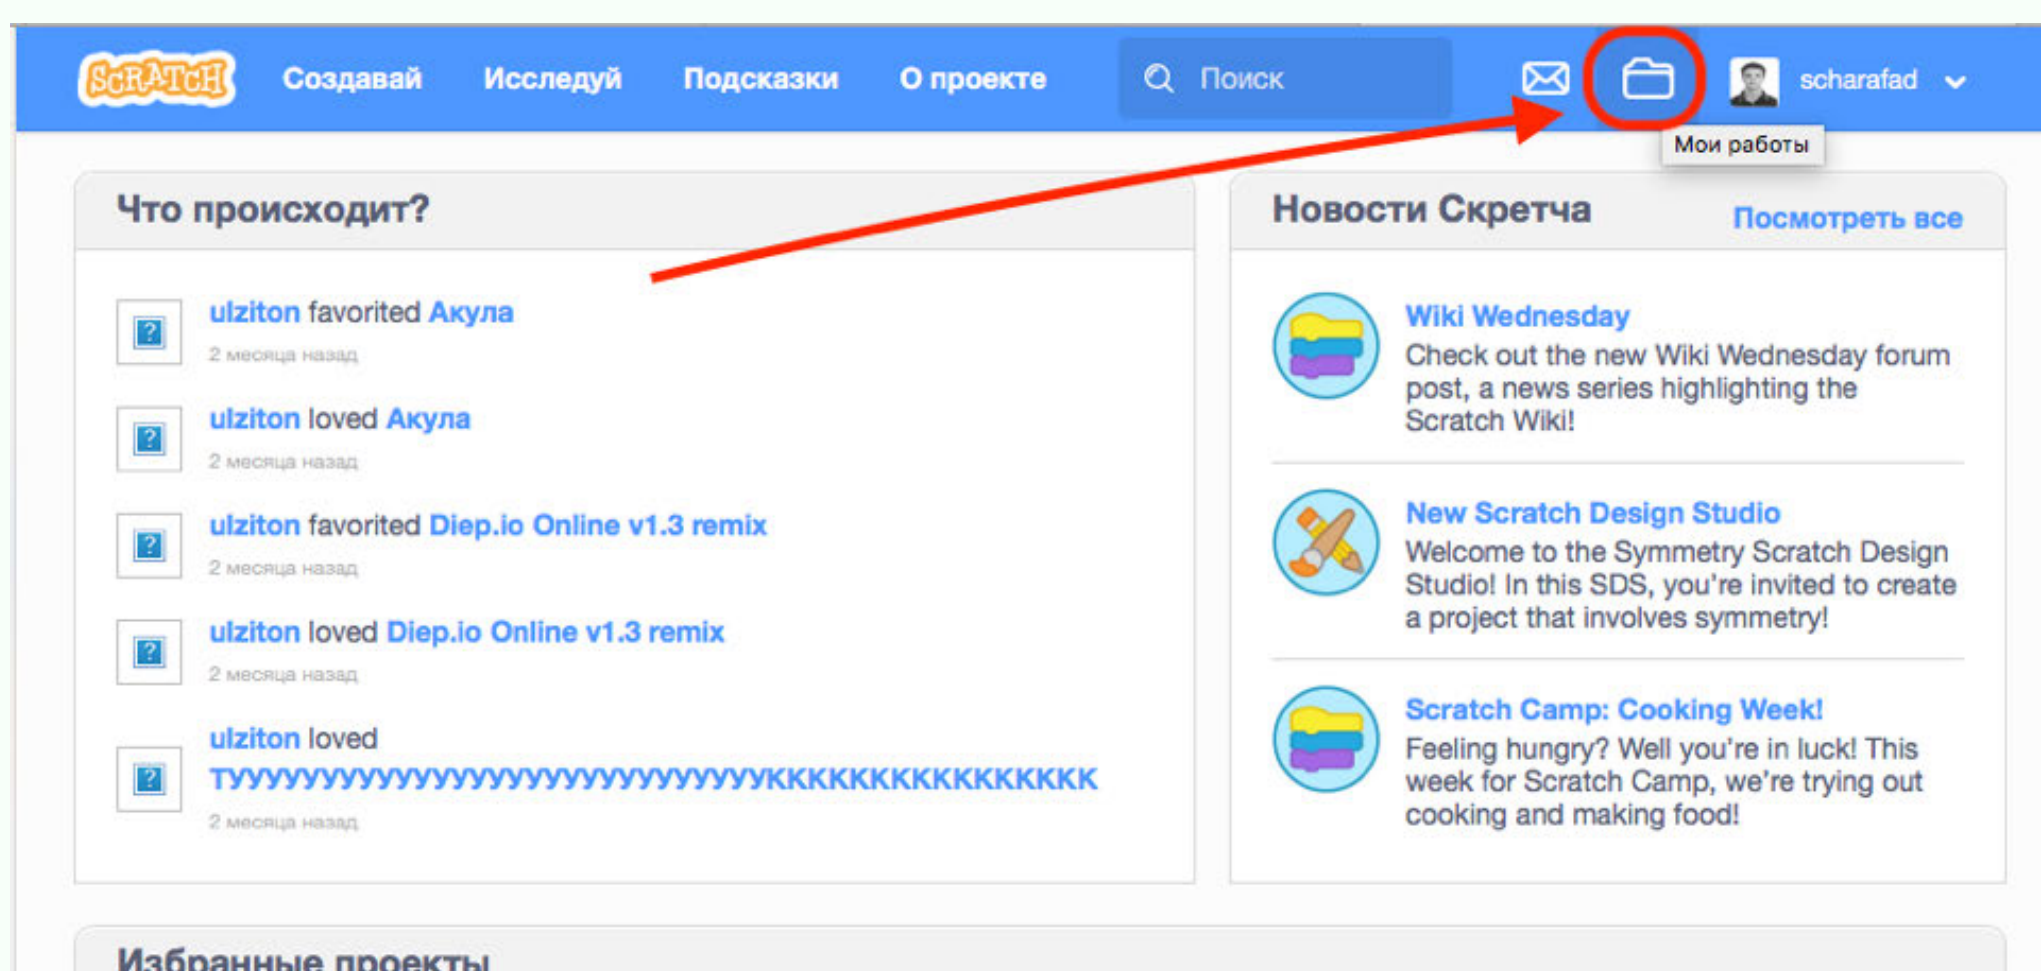 SCRATCH Создавай Исследуй Подсказки О проекте Поиск scharafad
Мои работы
Что происходит?
ulziton favorited Акула
2 месяца назад
ulziton loved Акула
2 месяца назад
ulziton favorited Diep.io Online v1.3 remix
2 месяца назад
ulziton loved Diep.io Online v1.3 remix
2 месяца назад
ulziton loved
ТУУУУУУУУУУУУУУУУУУУУУУУУУУУУУККККККККККККККККК
2 месяца назад
Новости Скретча Посмотреть все
Wiki Wednesday
Check out the new Wiki Wednesday forum
post, a news series highlighting the
Scratch Wiki!
New Scratch Design Studio
Welcome to the Symmetry Scratch Design
Studio! In this SDS, you're invited to create
a project that involves symmetry!
Scratch Camp: Cooking Week!
Feeling hungry? Well you're in luck! This
week for Scratch Camp, we're trying out
cooking and making food!
Избранные проекты